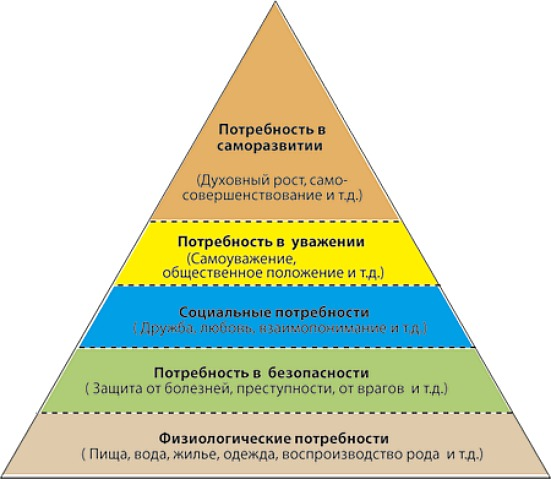 Потребность в
саморазвитии
(Духовный рост, само-
совершенствование и т.д.)
Потребность в уважении
(Самоуважение,
общественное положение и т.д.)
Социальные потребности
( Дружба, любовь, взаимопонимание и т.д.)
Потребность в безопасности
( Защита от болезней, преступности, от врагов и т.д.)
Физиологические потребности
( Пища, вода, жилье, одежда, воспроизводство рода и т.д.)